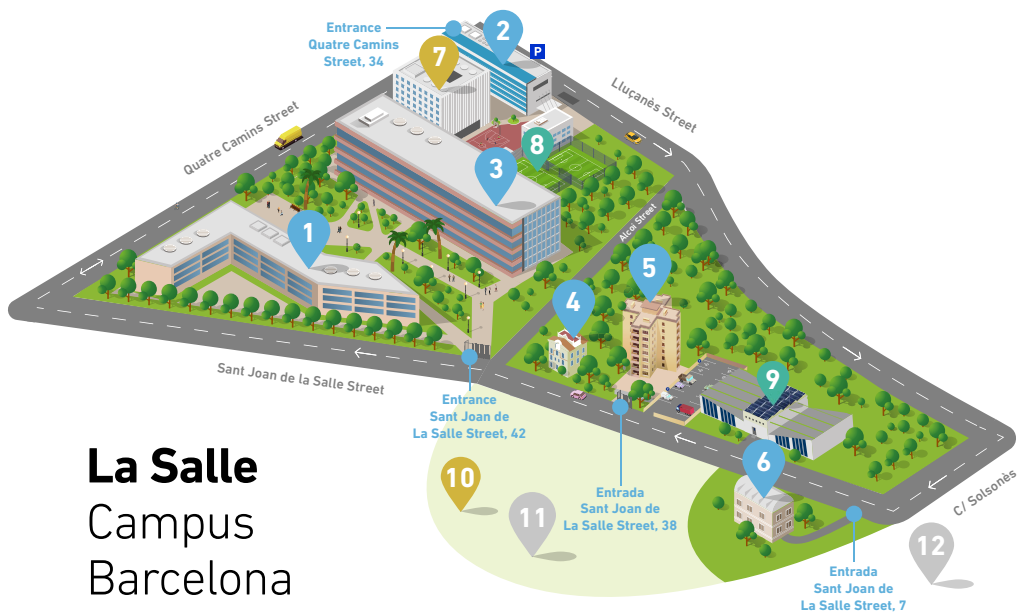 Entrance
Quatre Camins
Street, 34
2
7
P
Lluçanès Street
Quatre Camins Street
8
3
Alcoi Street
1
5
4
9
Sant Joan de la Salle Street
Entrance
Sant Joan de
La Salle Street, 42
6
10
11
Entrada
Sant Joan de
La Salle Street, 38
C/ Solsonès
12
Entrada
Sant Joan de
La Salle Street, 7
La Salle
Campus
Barcelona